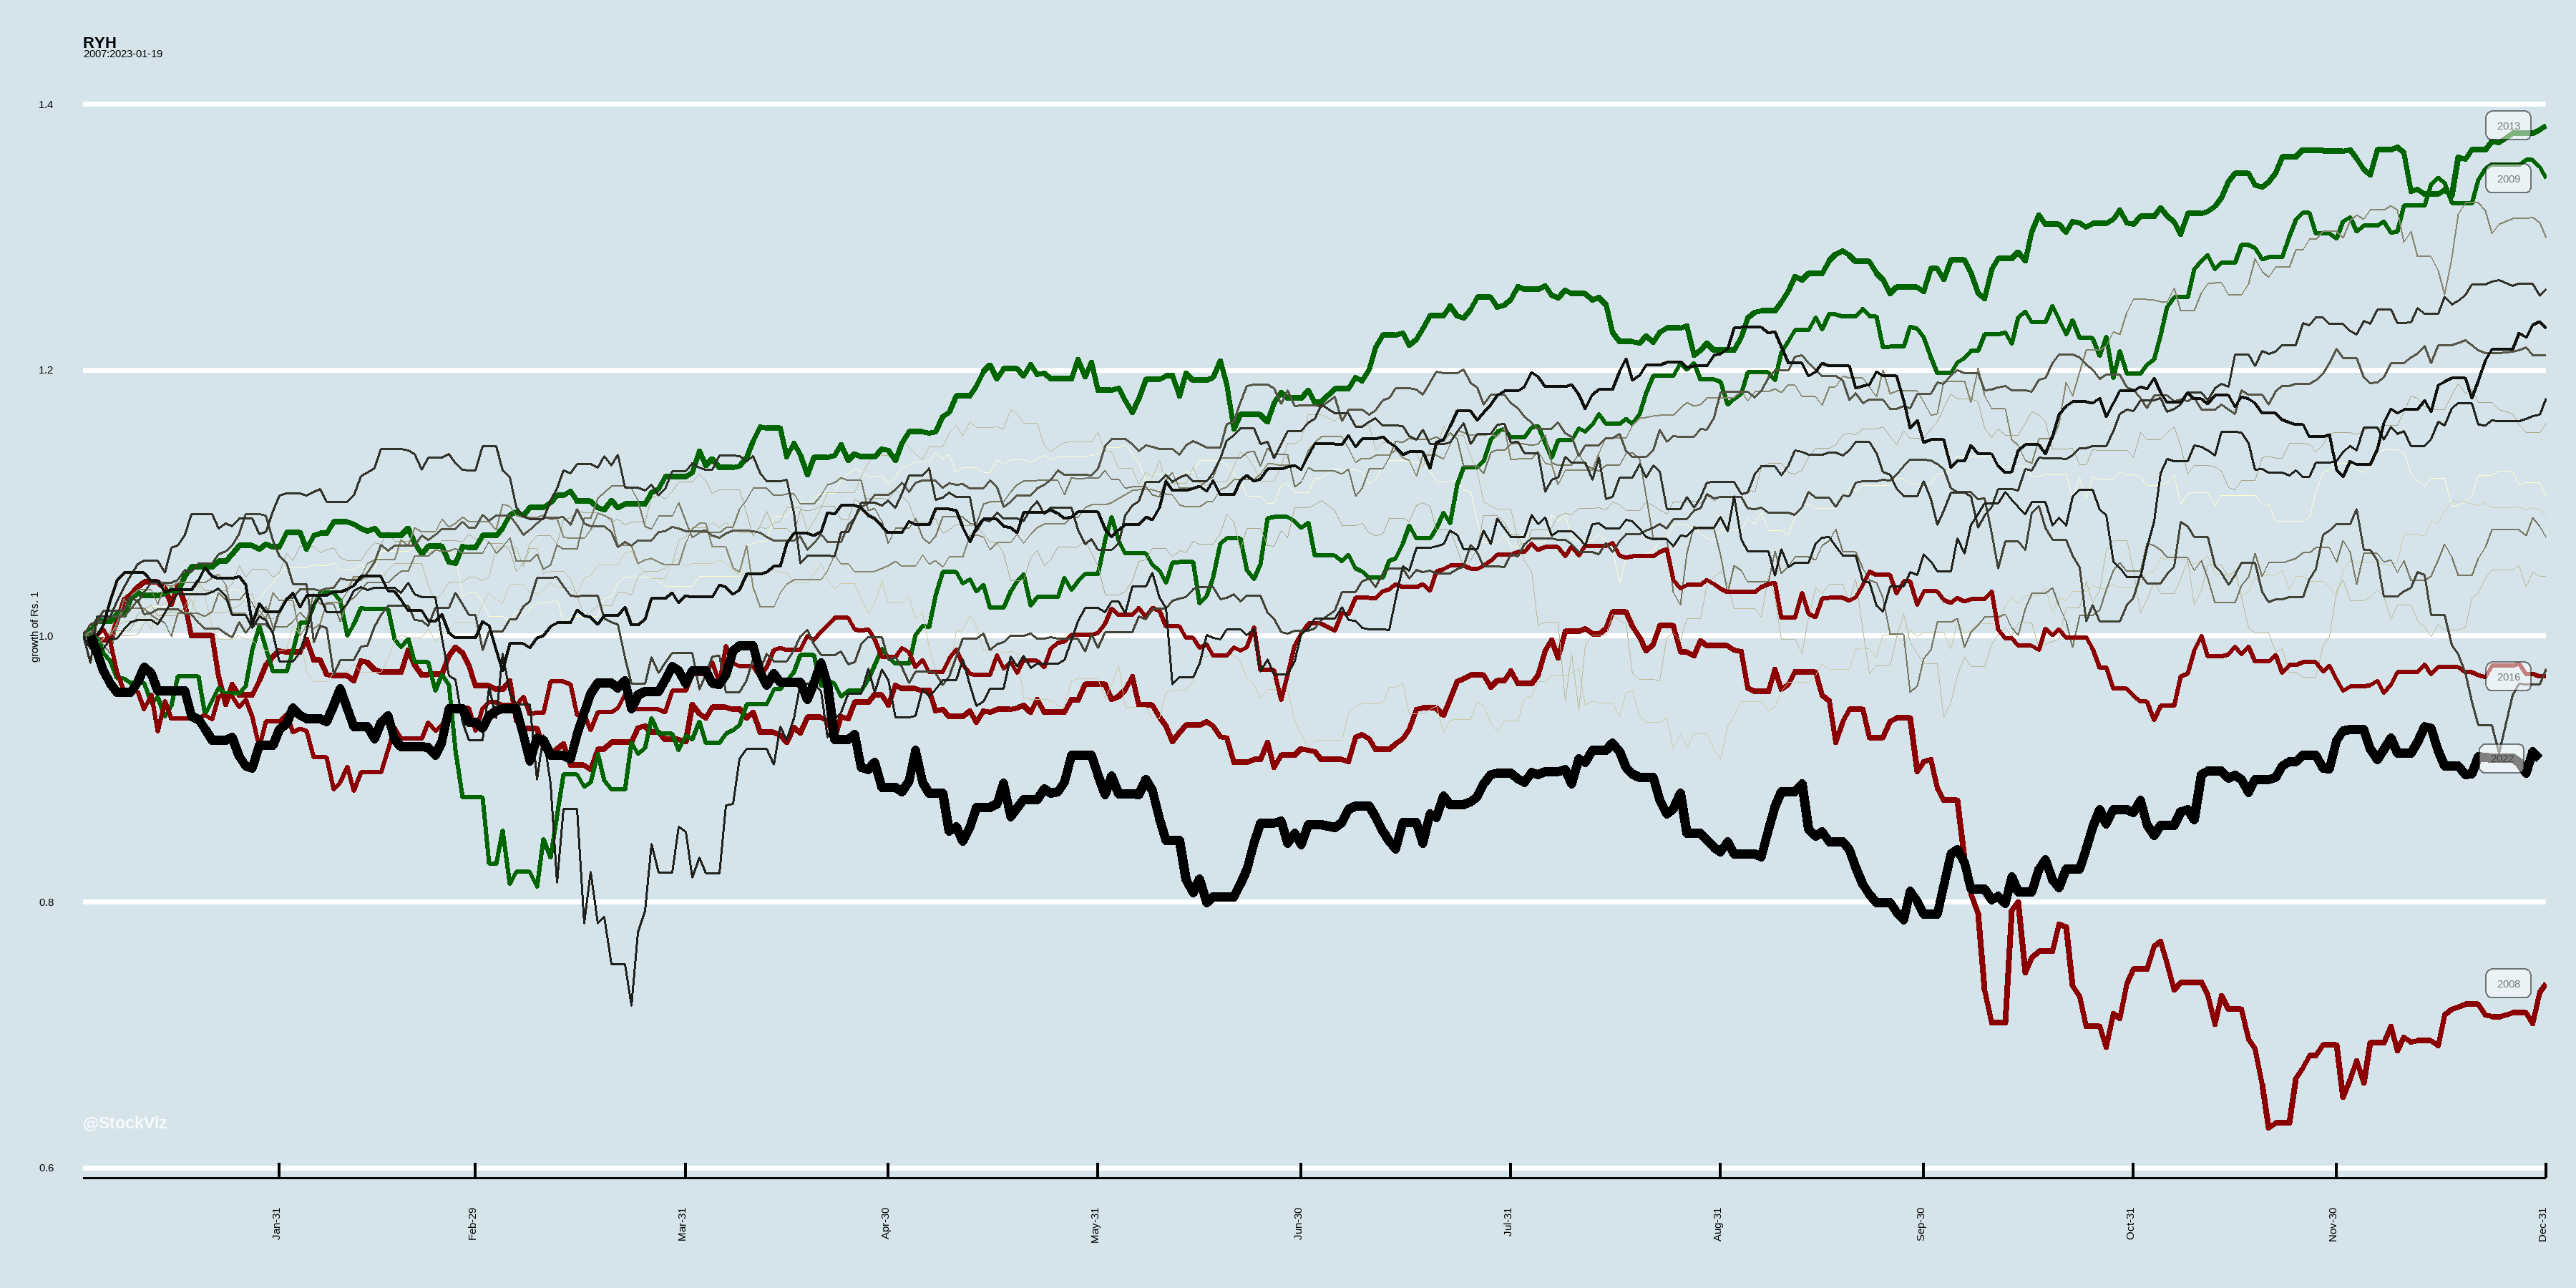 RYH
2007:2023-01-19
1.4
1.2
1.0
0.8
0.6
growth of Rs. 1
2013
2009
2016
2022
2008
@StockViz
Jan-31
Feb-29
Mar-31
Apr-30
May-31
Jun-30
Jul-31
Aug-31
Sep-30
Oct-31
Nov-30
Dec-31